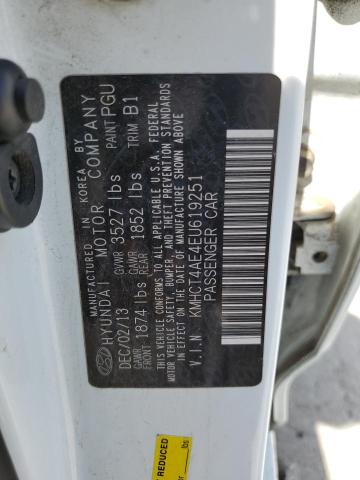 MANUFACTURED IN KOREA BY
HYUNDAI MOTOR COMPANY
DEC/02/13 GVWR 3527 lbs PAINT PGU
GAWR FRONT 1874 lbs GAWR REAR 1852 lbs TRIM B1
THIS VEHICLE CONFORMS TO ALL APPLICABLE U.S.A. FEDERAL
MOTOR VEHICLE SAFETY, BUMPER, AND THEFT PREVENTION STANDARDS
IN EFFECT ON THE DATE OF MANUFACTURE SHOWN ABOVE.
V.I.N KMHCT4AE4EU619251
PASSENGER CAR
REDUCED
lbs